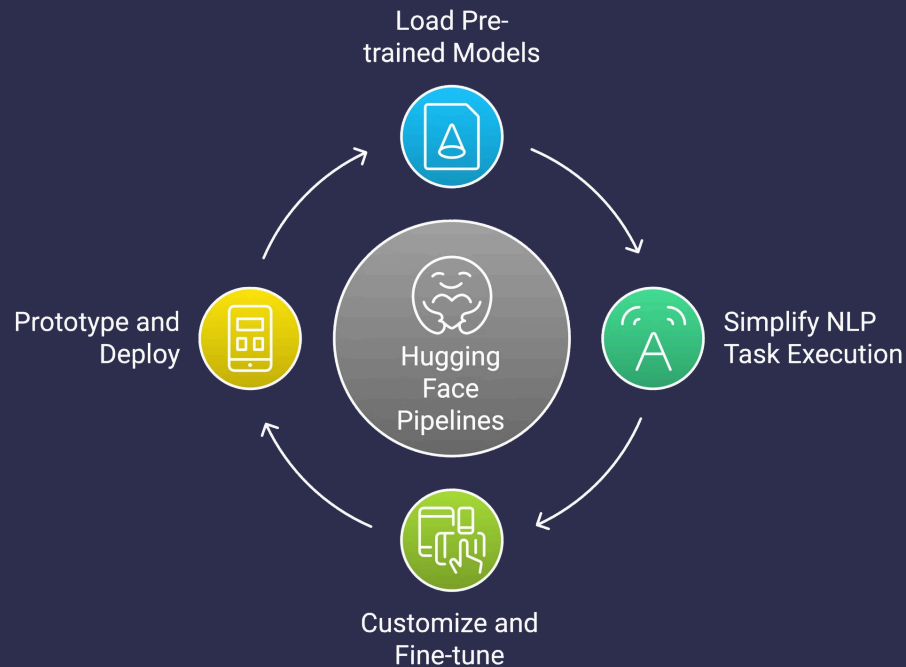 Load Pre-
trained Models
Prototype and
Deploy
Hugging
Face
Pipelines
Simplify NLP
Task Execution
Customize and
Fine-tune